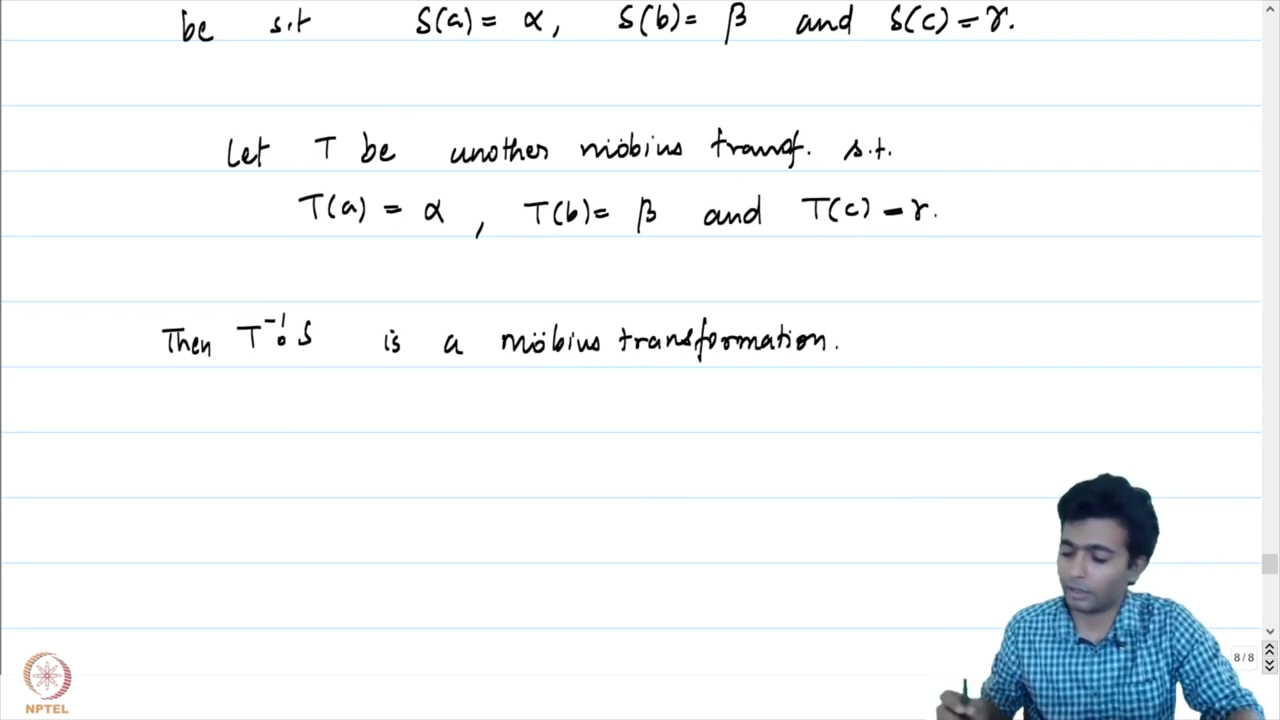 be s.t S(a) = α, S(b) = β and S(c) = γ.
Let T be another möbius transf. s.t.
T(a) = α , T(b) = β and T(c) = γ.
Then T⁻¹∘S is a möbius transformation.
8 / 8
NPTEL